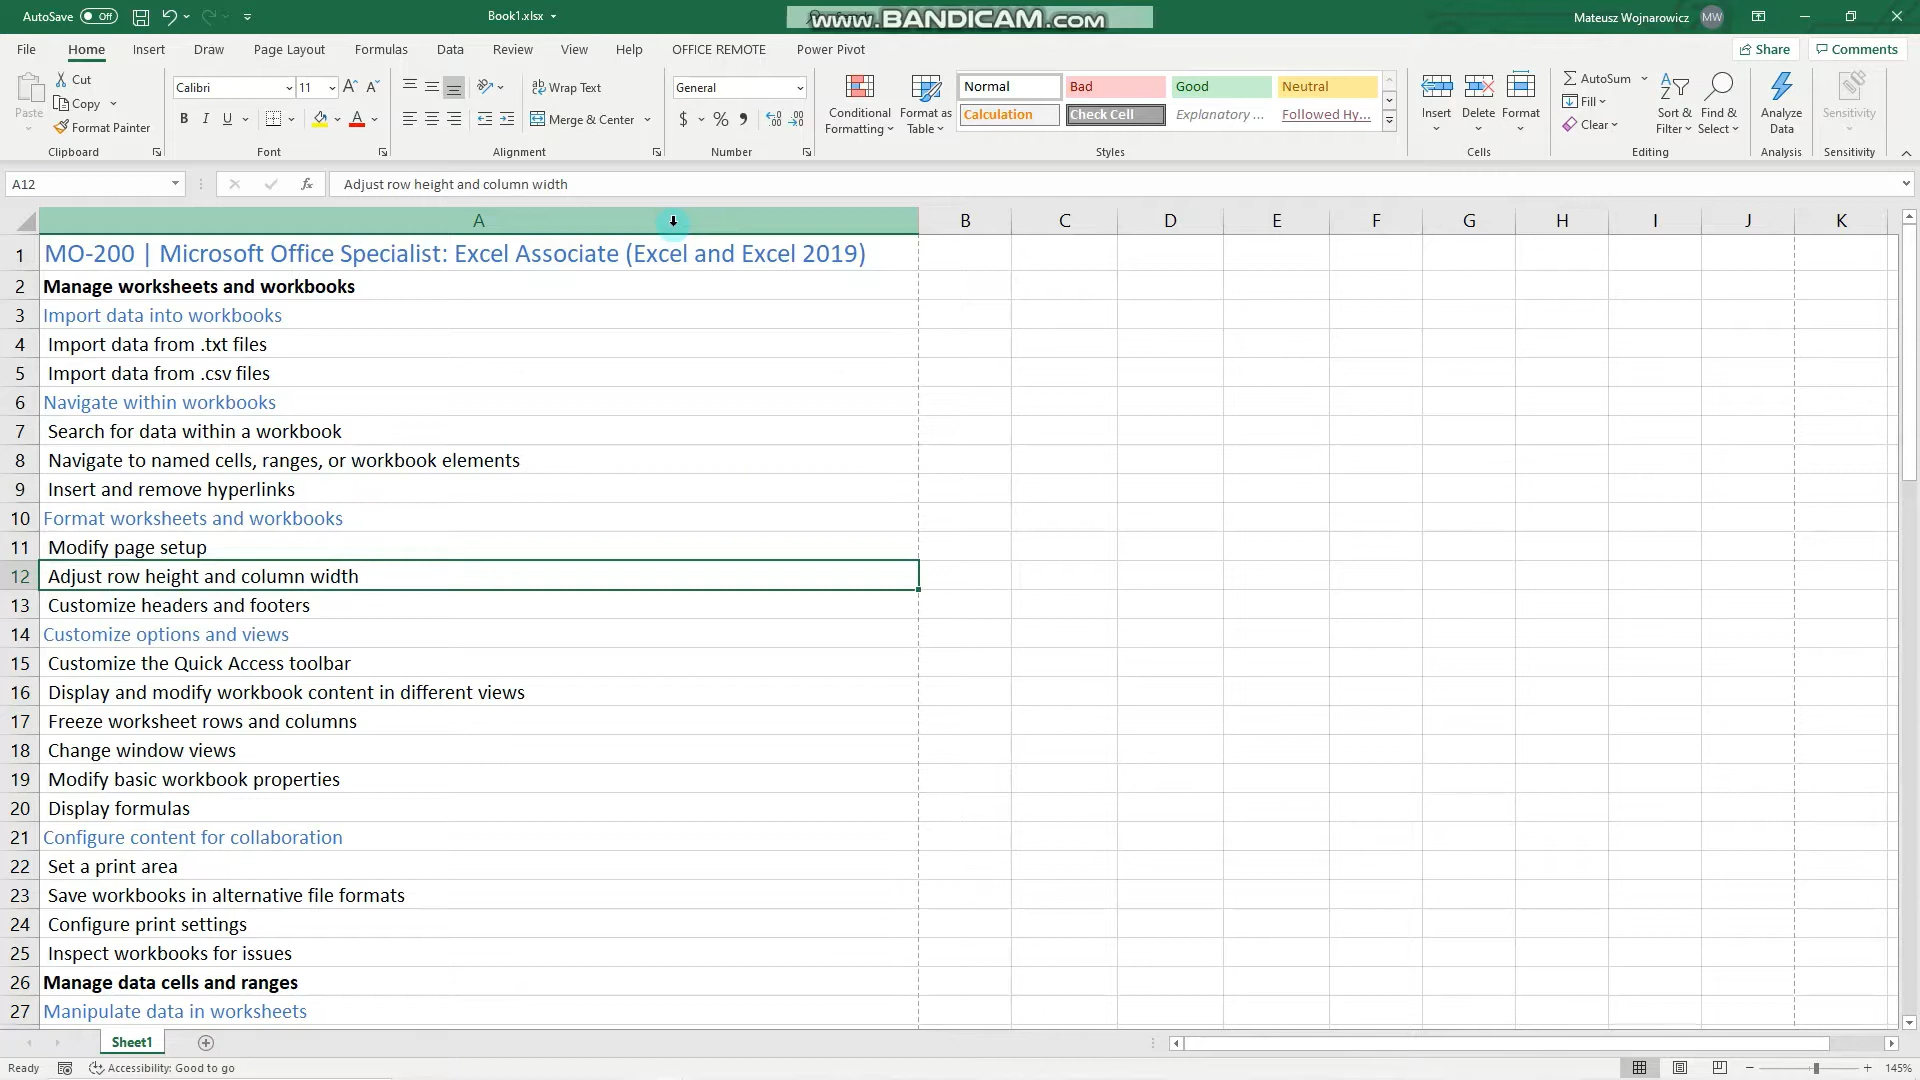 AutoSave Off Book1.xlsx www.BANDICAM.com Mateusz Wojnarowicz MW
File Home Insert Draw Page Layout Formulas Data Review View Help OFFICE REMOTE Power Pivot Share Comments
Paste
Cut
Copy
Format Painter
Clipboard
Calibri 11
B I U
Font
Wrap Text
Merge & Center
Alignment
General
$ % ,
Number
Conditional Formatting
Format as Table
Normal Bad Good Neutral
Calculation Check Cell Explanatory ... Followed Hy...
Styles
Insert Delete Format
Cells
AutoSum
Fill
Clear
Sort & Filter
Find & Select
Editing
Analyze Data
Analysis
Sensitivity
Sensitivity
A12 fx Adjust row height and column width
A B C D E F G H I J K
1 MO-200 | Microsoft Office Specialist: Excel Associate (Excel and Excel 2019)
2 Manage worksheets and workbooks
3 Import data into workbooks
4 Import data from .txt files
5 Import data from .csv files
6 Navigate within workbooks
7 Search for data within a workbook
8 Navigate to named cells, ranges, or workbook elements
9 Insert and remove hyperlinks
10 Format worksheets and workbooks
11 Modify page setup
12 Adjust row height and column width
13 Customize headers and footers
14 Customize options and views
15 Customize the Quick Access toolbar
16 Display and modify workbook content in different views
17 Freeze worksheet rows and columns
18 Change window views
19 Modify basic workbook properties
20 Display formulas
21 Configure content for collaboration
22 Set a print area
23 Save workbooks in alternative file formats
24 Configure print settings
25 Inspect workbooks for issues
26 Manage data cells and ranges
27 Manipulate data in worksheets
Sheet1
Ready Accessibility: Good to go 145%